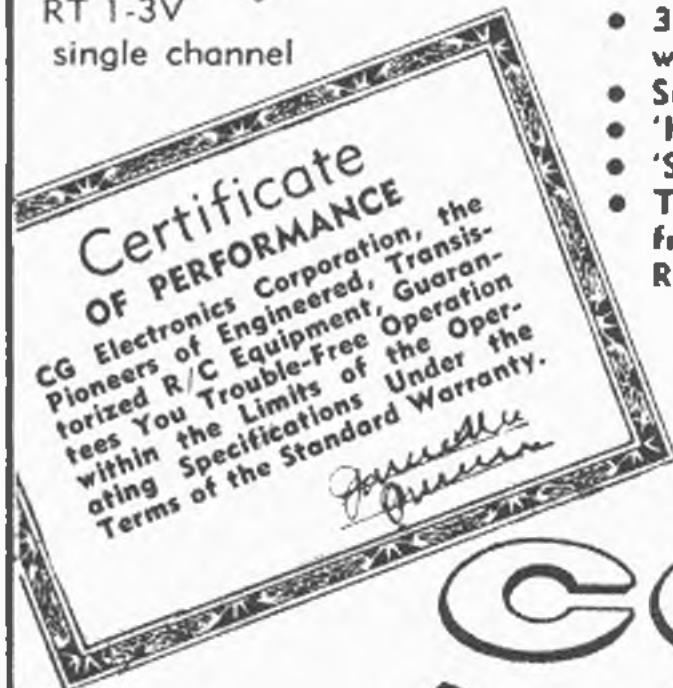 RT 1-3V
single channel
Certificate
OF PERFORMANCE
CG Electronics Corporation, the
Pioneers of Engineered, Transis-
torized R/C Equipment, Guaran-
tees You Trouble-Free Operation
within the Limits of the Oper-
ating Specifications Under the
Terms of the Standard Warranty.
• 3
•
•
• 'S
• T
R
C